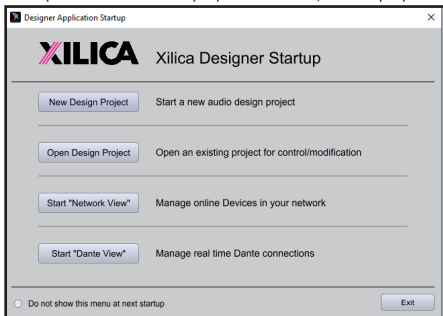 Designer Application Startup
XILICA Xilica Designer Startup
New Design Project Start a new audio design project
Open Design Project Open an existing project for control/modification
Start "Network View" Manage online Devices in your network
Start "Dante View" Manage real time Dante connections
Do not show this menu at next startup Exit